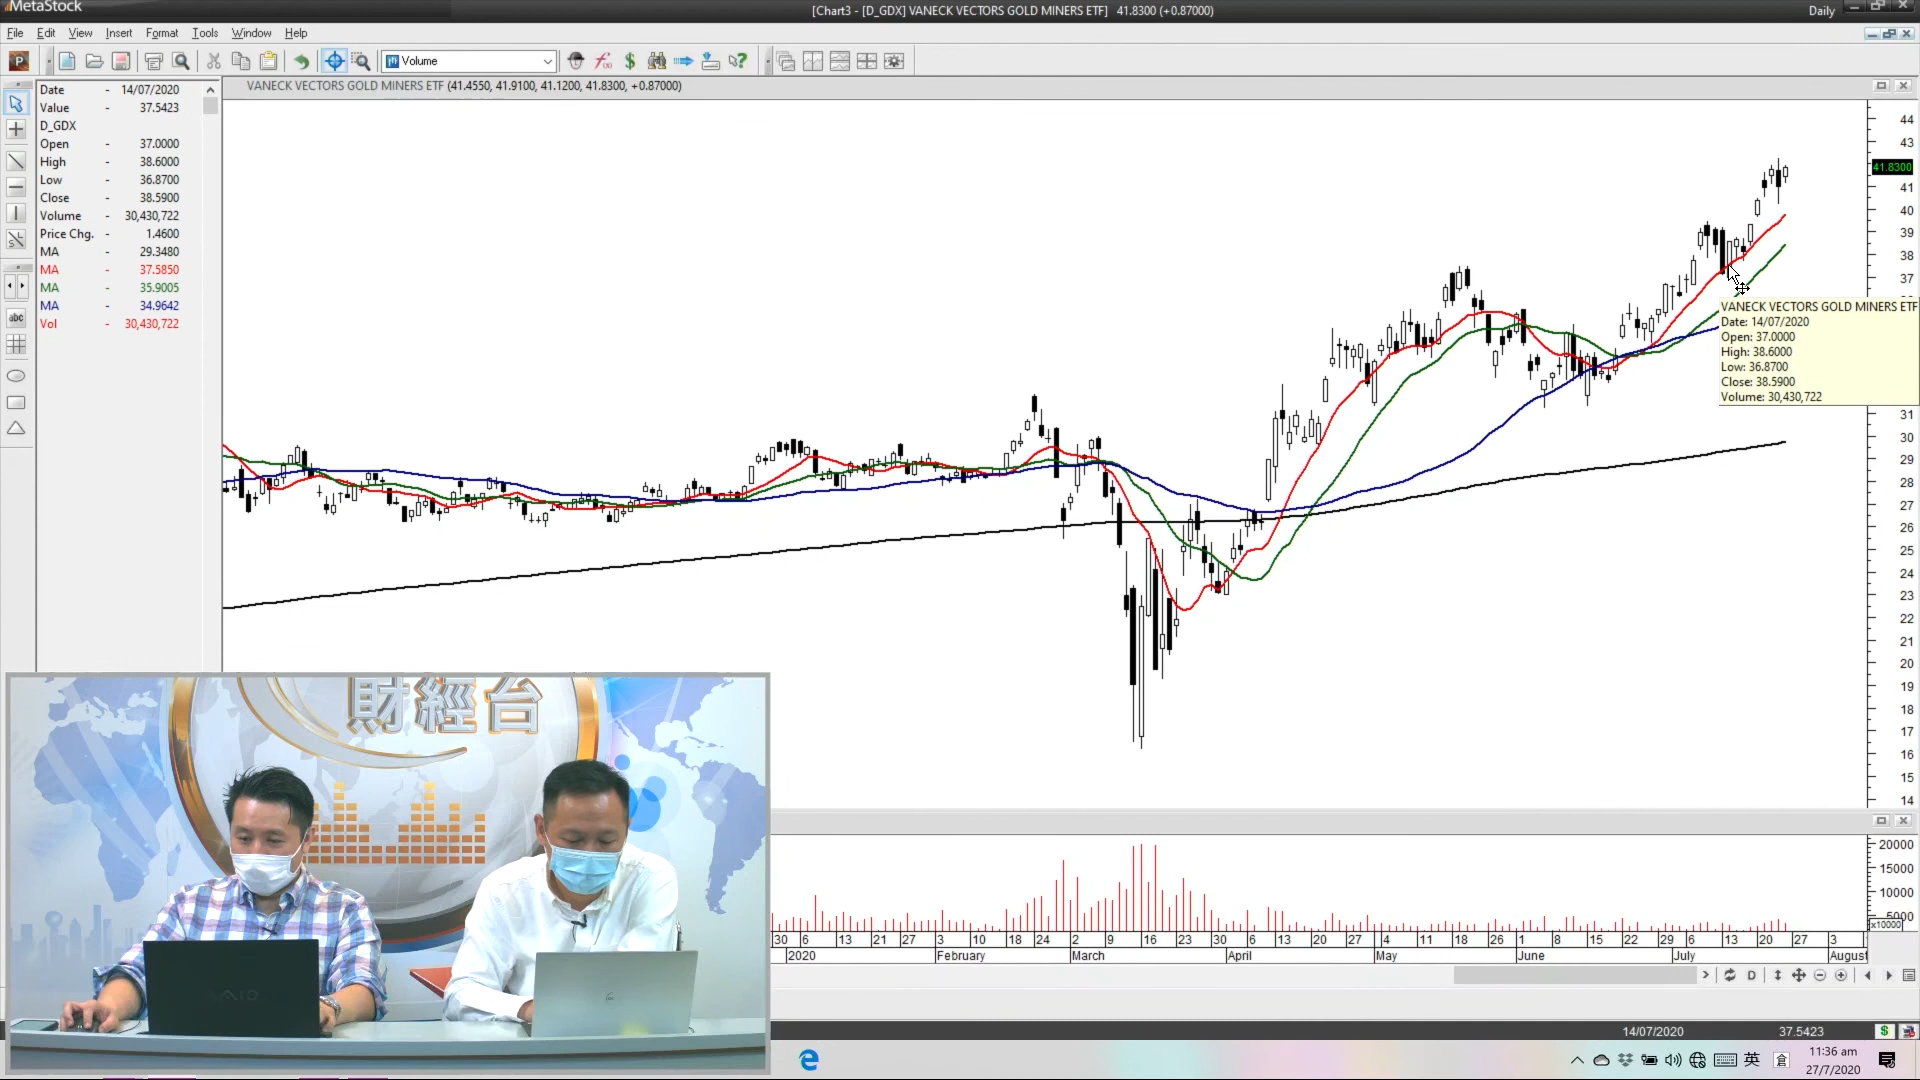 MetaStock
[Chart3 - [D_GDX] VANECK VECTORS GOLD MINERS ETF] 41.8300 (+0.87000)
Daily
File Edit View Insert Format Tools Window Help
P
Volume
Date - 14/07/2020
Value - 37.5423
D_GDX
Open - 37.0000
High - 38.6000
Low - 36.8700
Close - 38.5900
Volume - 30,430,722
Price Chg. - 1.4600
MA - 29.3480
MA - 37.5850
MA - 35.9005
MA - 34.9642
Vol - 30,430,722
abc
VANECK VECTORS GOLD MINERS ETF (41.4550, 41.9100, 41.1200, 41.8300, +0.87000)
44
43
41.8300
41
40
39
38
37
VANECK VECTORS GOLD MINERS ETF
Date: 14/07/2020
Open: 37.0000
High: 38.6000
Low: 36.8700
Close: 38.5900
Volume: 30,430,722
31
30
29
28
27
26
25
24
23
22
21
20
19
18
17
16
15
14
財經台
VAIO
20000
15000
10000
5000
x10000
30 6 13 21 27 3 10 18 24 2 9 16 23 30 6 13 20 27 4 11 18 26 1 8 15 22 29 6 13 20 27 3
2020 February March April May June July August
D
14/07/2020 37.5423 $
英 倉
11:36 am
27/7/2020